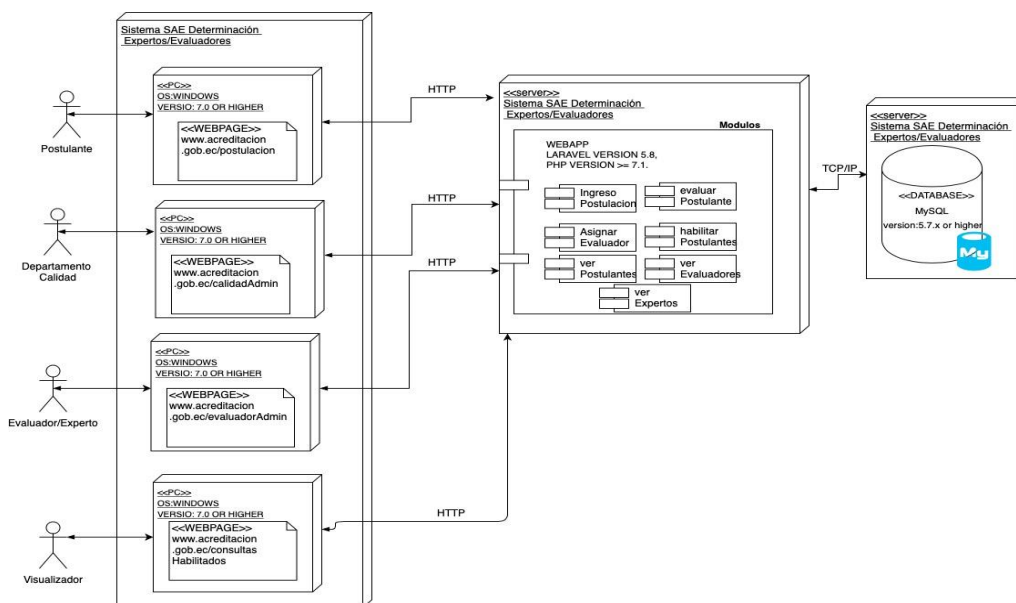 Sistema SAE Determinación
Expertos/Evaluadores
<<PC>>
OS:WINDOWS
VERSIO: 7.0 OR HIGHER
<<WEBPAGE>>
www.acreditacion
.gob.ec/postulacion
Postulante
HTTP
<<PC>>
OS:WINDOWS
VERSIO: 7.0 OR HIGHER
<<WEBPAGE>>
www.acreditacion
.gob.ec/calidadAdmin
Departamento
Calidad
HTTP
<<PC>>
OS:WINDOWS
VERSIO: 7.0 OR HIGHER
<<WEBPAGE>>
www.acreditacion
.gob.ec/evaluadorAdmin
Evaluador/Experto
HTTP
<<PC>>
OS:WINDOWS
VERSIO: 7.0 OR HIGHER
<<WEBPAGE>>
www.acreditacion
.gob.ec/consultas
Habilitados
Visualizador
HTTP
<<server>>
Sistema SAE Determinación
Expertos/Evaluadores
Modulos
WEBAPP
LARAVEL VERSION 5.8,
PHP VERSION >= 7.1.
Ingreso
Postulacion
evaluar
Postulante
Asignar
Evaluador
habilitar
Postulantes
ver
Postulantes
ver
Evaluadores
ver
Expertos
TCP/IP
<<server>>
Sistema SAE Determinación
Expertos/Evaluadores
<<DATABASE>>
MySQL
version:5.7.x or higher
My